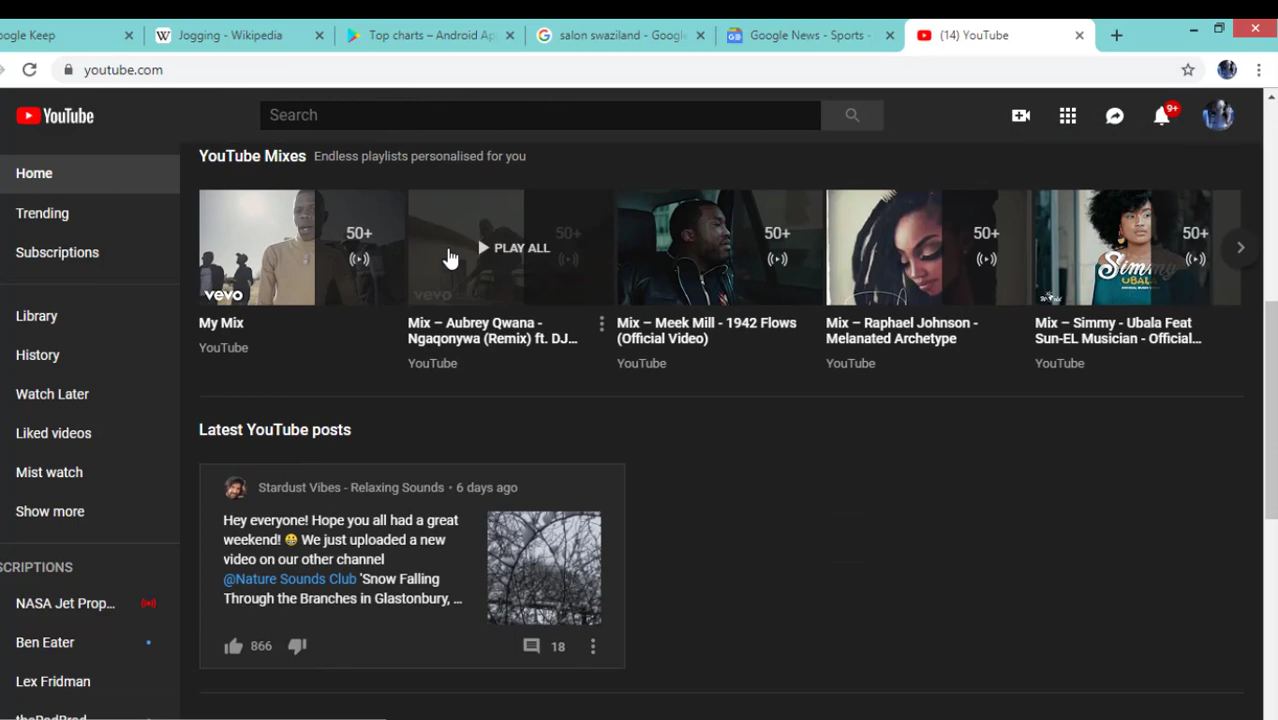 oogle Keep
Jogging - Wikipedia
Top charts – Android Ap
salon swaziland - Google
Google News - Sports -
(14) YouTube
youtube.com
YouTube
Search
9+
Home
Trending
Subscriptions
Library
History
Watch Later
Liked videos
Mist watch
Show more
SCRIPTIONS
NASA Jet Prop...
Ben Eater
Lex Fridman
YouTube Mixes Endless playlists personalised for you
50+
vevo
My Mix
YouTube
50+
PLAY ALL
vevo
Mix – Aubrey Qwana -
Ngaqonywa (Remix) ft. DJ...
YouTube
50+
Mix – Meek Mill - 1942 Flows
(Official Video)
YouTube
50+
Mix – Raphael Johnson -
Melanated Archetype
YouTube
50+
Simmy
UBALA
Mix – Simmy - Ubala Feat
Sun-EL Musician - Official...
YouTube
Latest YouTube posts
Stardust Vibes - Relaxing Sounds • 6 days ago
Hey everyone! Hope you all had a great
weekend! 😀 We just uploaded a new
video on our other channel
@Nature Sounds Club 'Snow Falling
Through the Branches in Glastonbury, ...
866
18